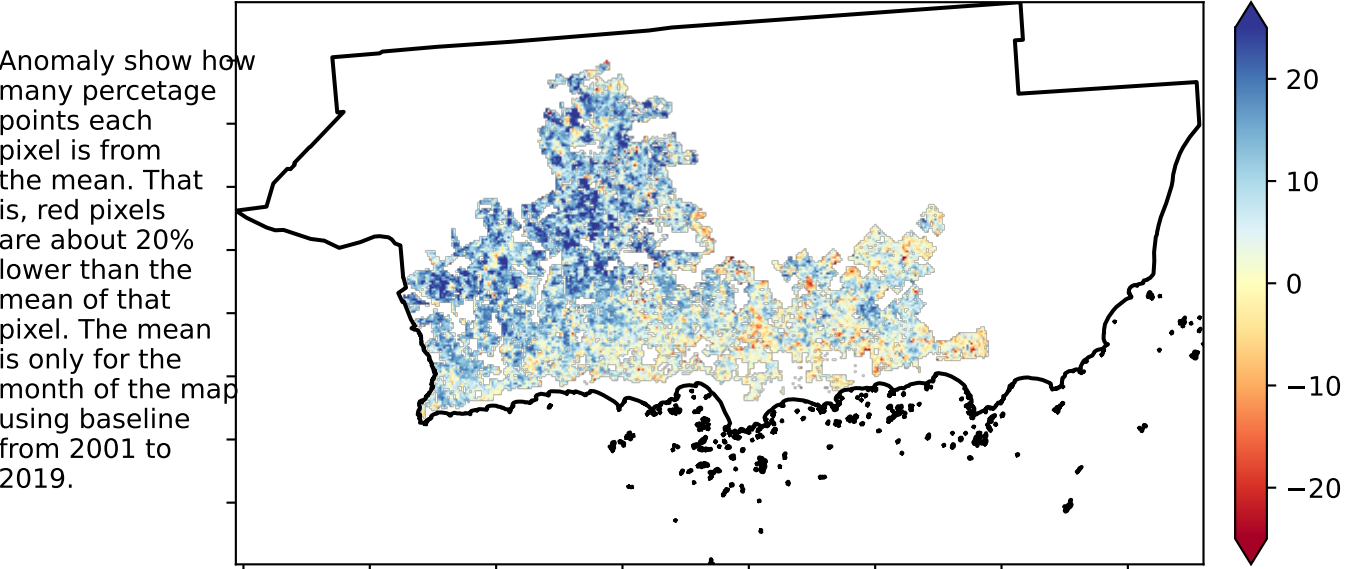 Anomaly show how
many percetage
points each
pixel is from
the mean. That
is, red pixels
are about 20%
lower than the
mean of that
pixel. The mean
is only for the
month of the map
using baseline
from 2001 to
2019.
20
10
0
−10
−20